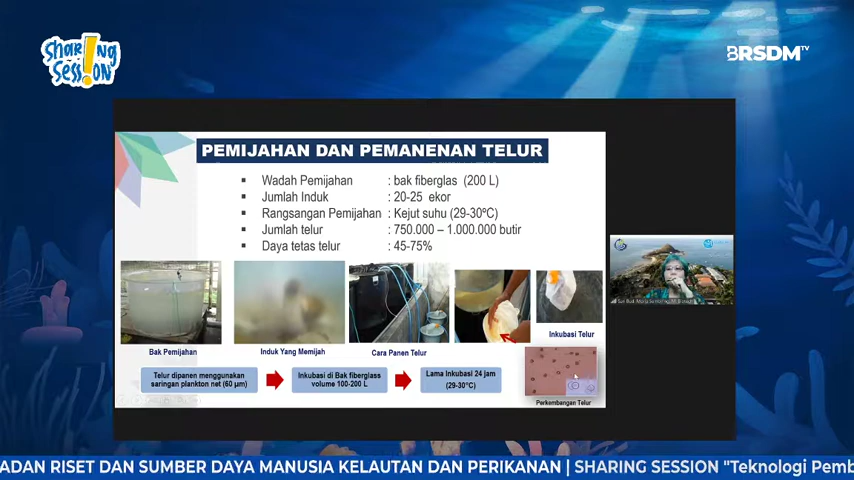 Sharing
Session
BRSDM TV
PEMIJAHAN DAN PEMANENAN TELUR
▪ Wadah Pemijahan : bak fiberglas (200 L)
▪ Jumlah Induk : 20-25 ekor
▪ Rangsangan Pemijahan : Kejut suhu (29-30ºC)
▪ Jumlah telur : 750.000 – 1.000.000 butir
▪ Daya tetas telur : 45-75%
Bak Pemijahan
Induk Yang Memijah
Cara Panen Telur
Inkubasi Telur
Telur dipanen menggunakan
saringan plankton net (60 µm)
Inkubasi di Bak fiberglass
volume 100-200 L
Lama Inkubasi 24 jam
(29-30°C)
Perkembangan Telur
ADAN RISET DAN SUMBER DAYA MANUSIA KELAUTAN DAN PERIKANAN | SHARING SESSION "Teknologi Pemb